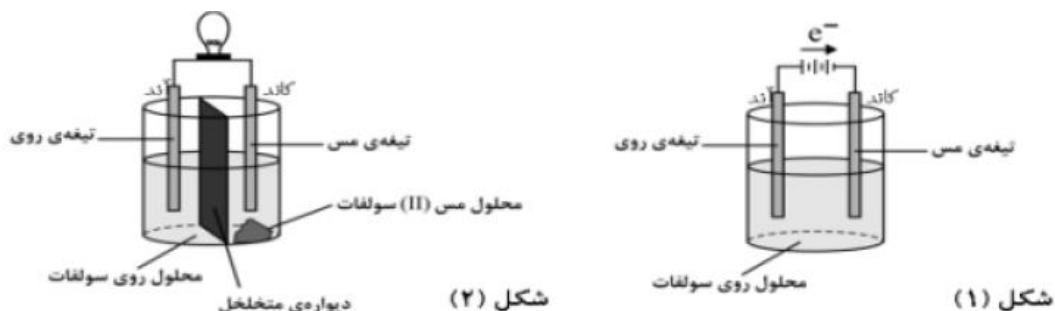 e⁻
آند
کاتد
تیغه‌ی روی
تیغه‌ی مس
محلول روی سولفات
شکل (۱)
آند
کاتد
تیغه‌ی روی
تیغه‌ی مس
محلول مس (II) سولفات
محلول روی سولفات
دیواره‌ی متخلخل
شکل (۲)